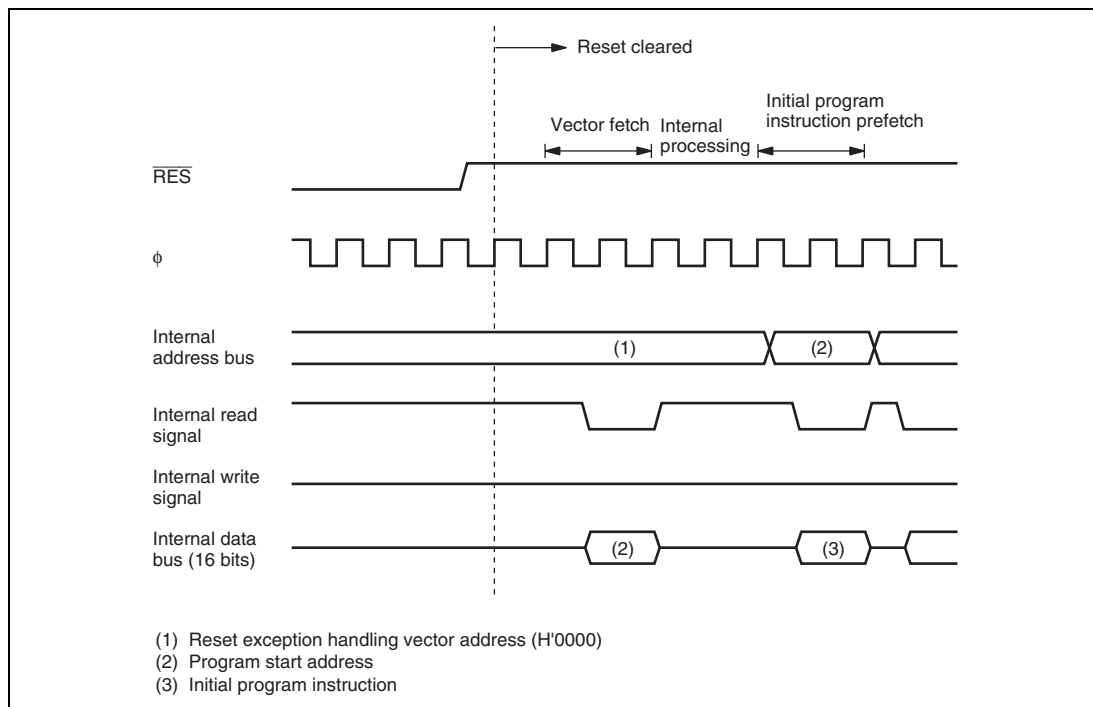 Reset cleared
Initial program
instruction prefetch
Vector fetch
Internal
processing
RES
φ
Internal
address bus
(1)
(2)
Internal read
signal
Internal write
signal
Internal data
bus (16 bits)
(2)
(3)
(1) Reset exception handling vector address (H'0000)
(2) Program start address
(3) Initial program instruction